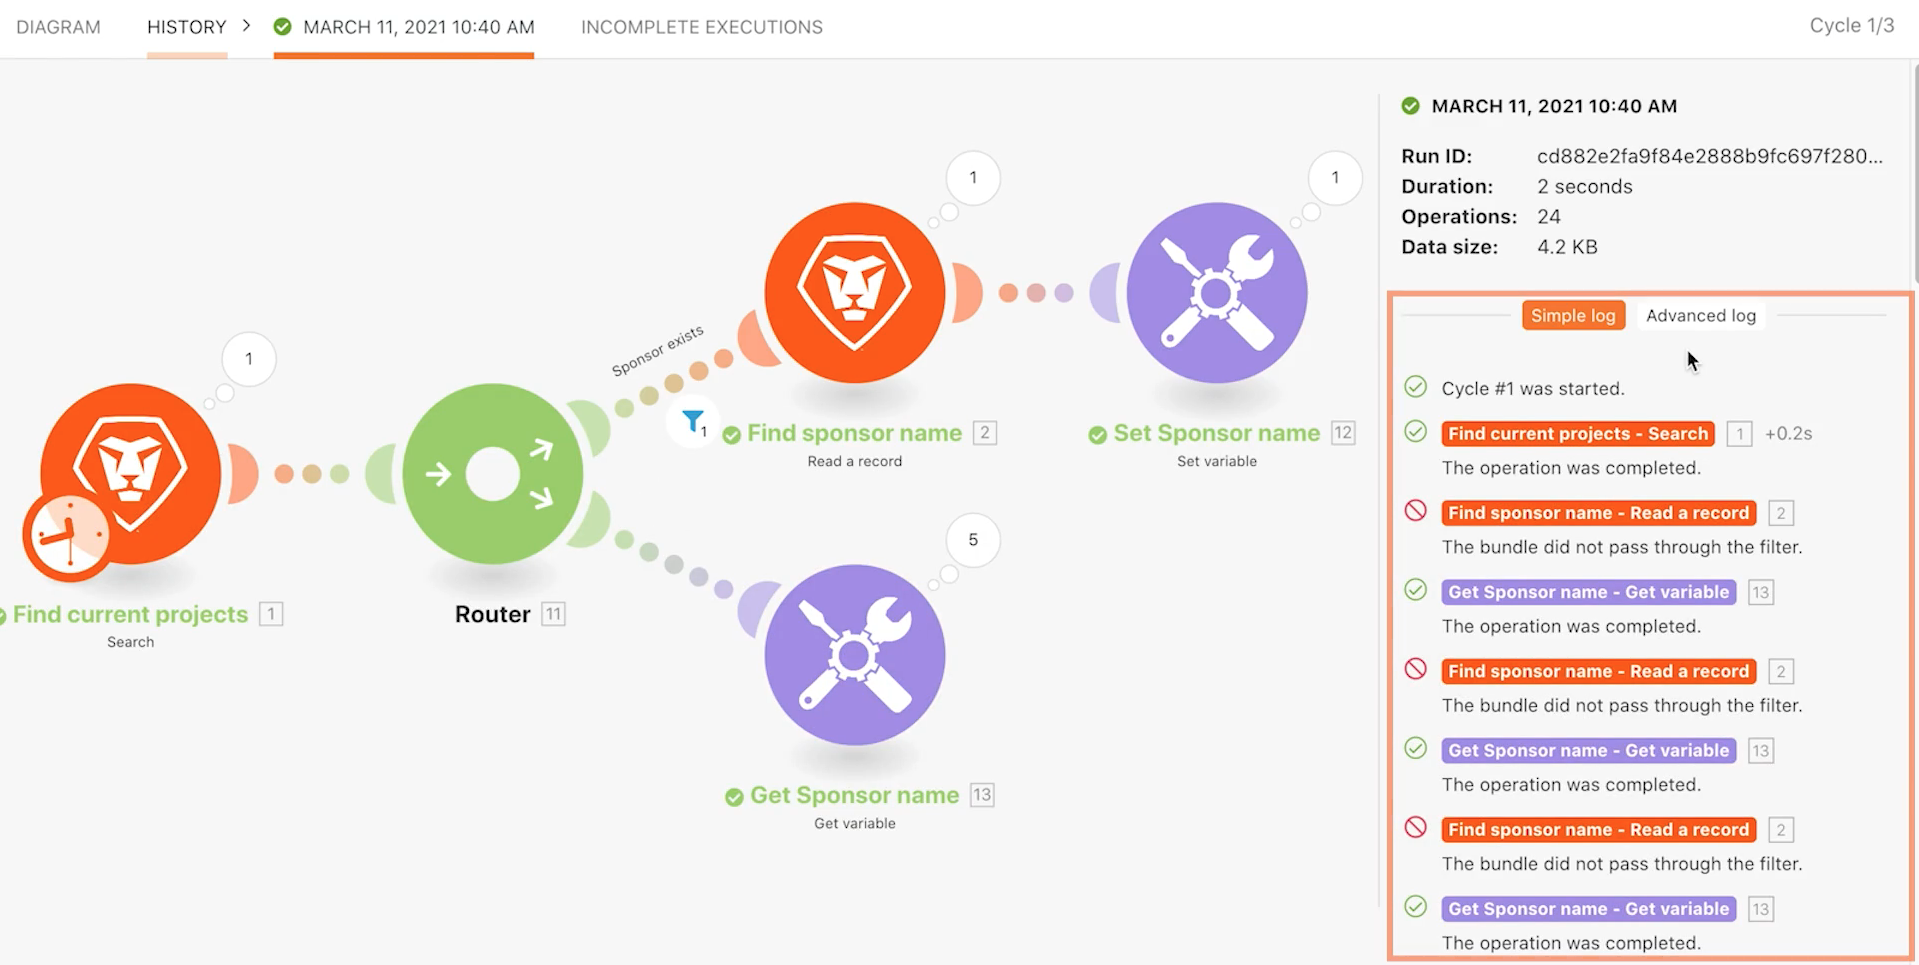 DIAGRAM HISTORY > MARCH 11, 2021 10:40 AM INCOMPLETE EXECUTIONS Cycle 1/3
1
Find current projects 1
Search
Router 11
Sponsor exists
1
1
Find sponsor name 2
Read a record
1
Set Sponsor name 12
Set variable
5
Get Sponsor name 13
Get variable
MARCH 11, 2021 10:40 AM
Run ID: cd882e2fa9f84e2888b9fc697f280...
Duration: 2 seconds
Operations: 24
Data size: 4.2 KB
Simple log Advanced log
Cycle #1 was started.
Find current projects - Search 1 +0.2s
The operation was completed.
Find sponsor name - Read a record 2
The bundle did not pass through the filter.
Get Sponsor name - Get variable 13
The operation was completed.
Find sponsor name - Read a record 2
The bundle did not pass through the filter.
Get Sponsor name - Get variable 13
The operation was completed.
Find sponsor name - Read a record 2
The bundle did not pass through the filter.
Get Sponsor name - Get variable 13
The operation was completed.